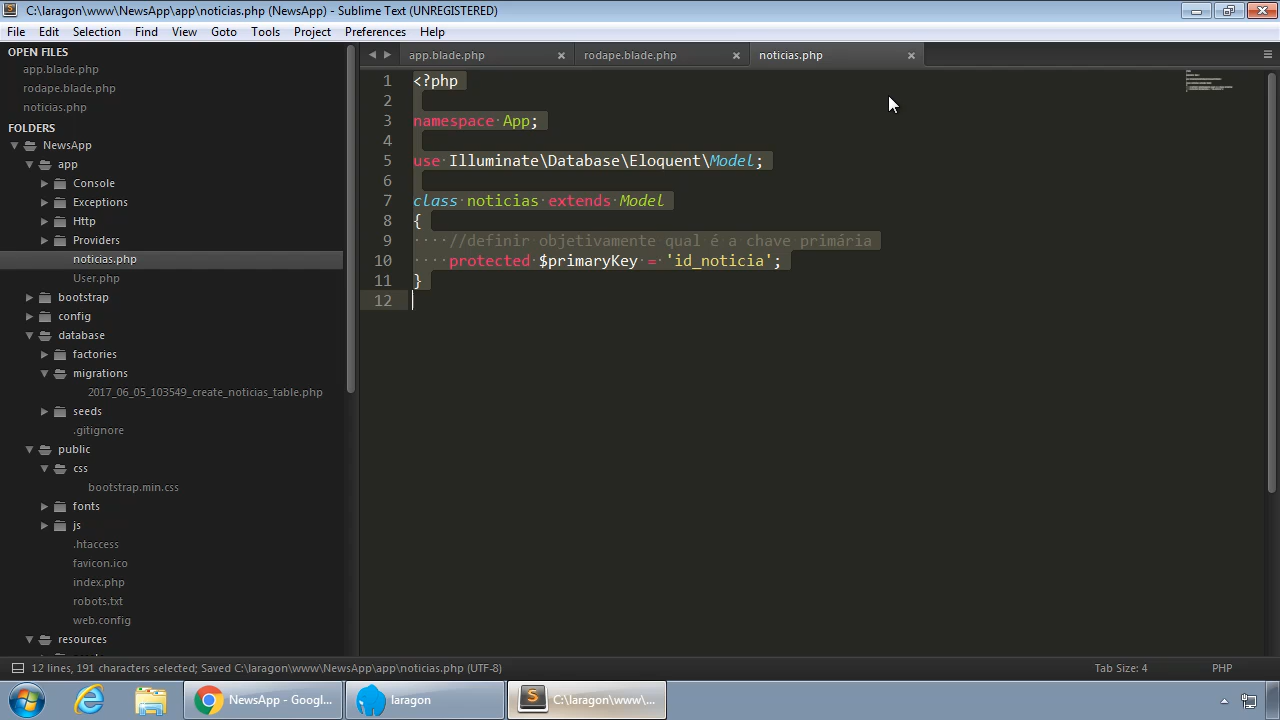 C:\laragon\www\NewsApp\app\noticias.php (NewsApp) - Sublime Text (UNREGISTERED)
File Edit Selection Find View Goto Tools Project Preferences Help
OPEN FILES
app.blade.php
rodape.blade.php
noticias.php
FOLDERS
NewsApp
app
Console
Exceptions
Http
Providers
noticias.php
User.php
bootstrap
config
database
factories
migrations
2017_06_05_103549_create_noticias_table.php
seeds
.gitignore
public
css
bootstrap.min.css
fonts
js
.htaccess
favicon.ico
index.php
robots.txt
web.config
resources
app.blade.php rodape.blade.php noticias.php
1 <?php
2
3 namespace App;
4
5 use Illuminate\Database\Eloquent\Model;
6
7 class noticias extends Model
8 {
9 //definir objetivamente qual é a chave primária
10 protected $primaryKey = 'id_noticia';
11 }
12
12 lines, 191 characters selected; Saved C:\laragon\www\NewsApp\app\noticias.php (UTF-8) Tab Size: 4 PHP
NewsApp - Googl... laragon C:\laragon\www\...